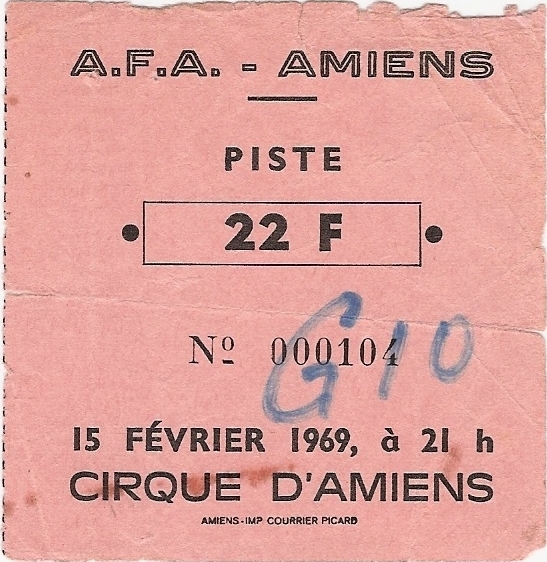 A.F.A. - AMIENS
PISTE
• 22 F •
Nº 000104
G10
15 FÉVRIER 1969, à 21 h
CIRQUE D'AMIENS
AMIENS-IMP COURRIER PICARD